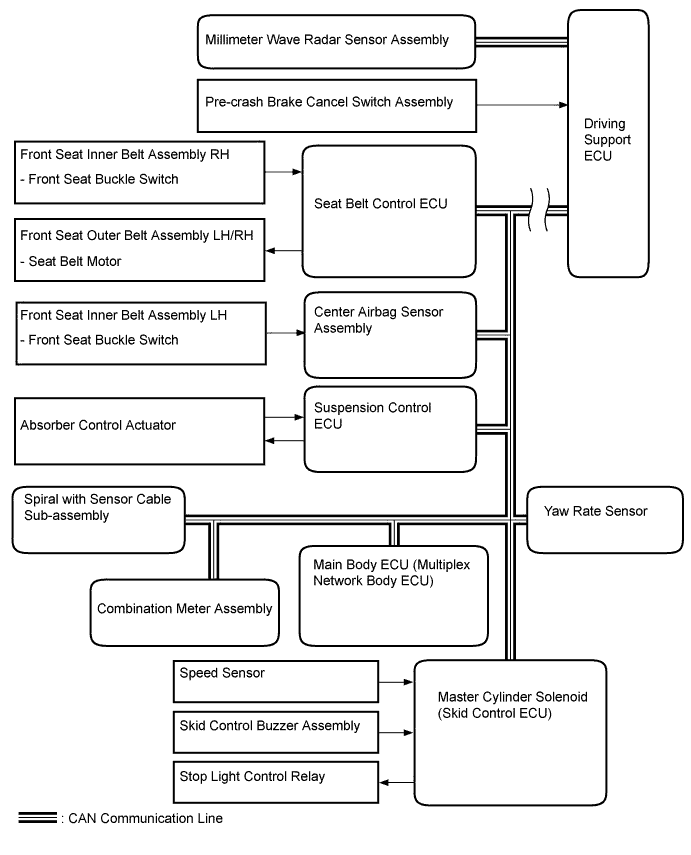 Millimeter Wave Radar Sensor Assembly
Pre-crash Brake Cancel Switch Assembly
Driving
Support
ECU
Front Seat Inner Belt Assembly RH
- Front Seat Buckle Switch
Seat Belt Control ECU
Front Seat Outer Belt Assembly LH/RH
- Seat Belt Motor
Front Seat Inner Belt Assembly LH
- Front Seat Buckle Switch
Center Airbag Sensor
Assembly
Absorber Control Actuator
Suspension Control
ECU
Spiral with Sensor Cable
Sub-assembly
Yaw Rate Sensor
Combination Meter Assembly
Main Body ECU (Multiplex
Network Body ECU)
Speed Sensor
Skid Control Buzzer Assembly
Stop Light Control Relay
Master Cylinder Solenoid
(Skid Control ECU)
: CAN Communication Line